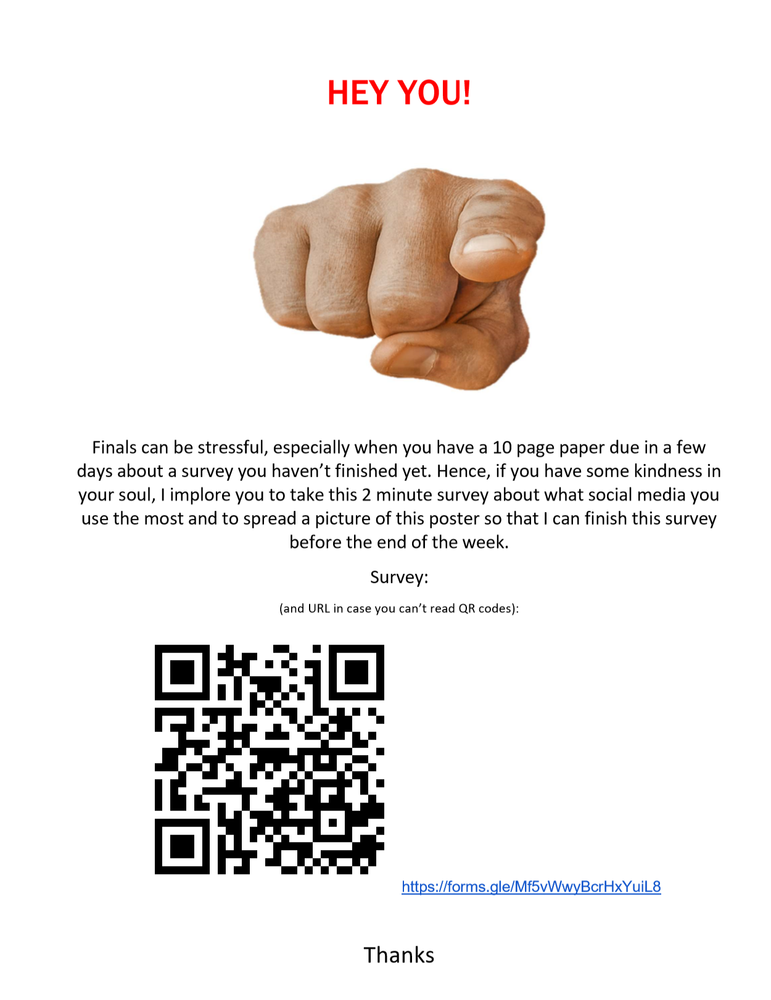 HEY YOU!
Finals can be stressful, especially when you have a 10 page paper due in a few
days about a survey you haven’t finished yet. Hence, if you have some kindness in
your soul, I implore you to take this 2 minute survey about what social media you
use the most and to spread a picture of this poster so that I can finish this survey
before the end of the week.
Survey:
(and URL in case you can’t read QR codes):
https://forms.gle/Mf5vWwyBcrHxYuiL8
Thanks